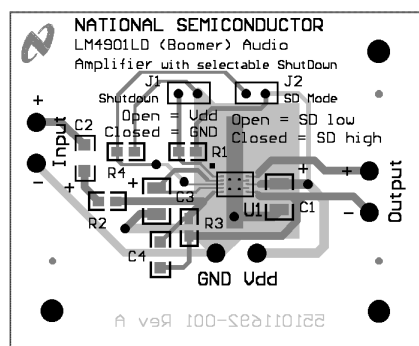 NATIONAL SEMICONDUCTOR
LM4901LD (Boomer) Audio
Amplifier with selectable ShutDown
J1
J2
Shutdown
SD Mode
Open = Vdd
Closed = GND
Open = SD low
Closed = SD high
+
Input
-
C2
R4
R1
+
+
C3
U1
+
C1
+
-
Output
R2
R3
C4
GND Vdd
551011692-001 Rev A